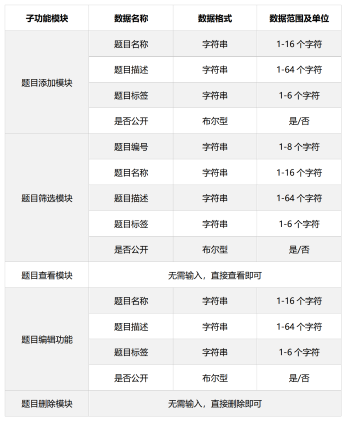 子功能模块 数据名称 数据格式 数据范围及单位
题目添加模块 题目名称 字符串 1-16 个字符
题目描述 字符串 1-64 个字符
题目标签 字符串 1-6 个字符
是否公开 布尔型 是/否
题目筛选模块 题目编号 字符串 1-8 个字符
题目名称 字符串 1-16 个字符
题目描述 字符串 1-64 个字符
题目标签 字符串 1-6 个字符
是否公开 布尔型 是/否
题目查看模块 无需输入，直接查看即可
题目编辑功能 题目名称 字符串 1-16 个字符
题目描述 字符串 1-64 个字符
题目标签 字符串 1-6 个字符
是否公开 布尔型 是/否
题目删除模块 无需输入，直接删除即可